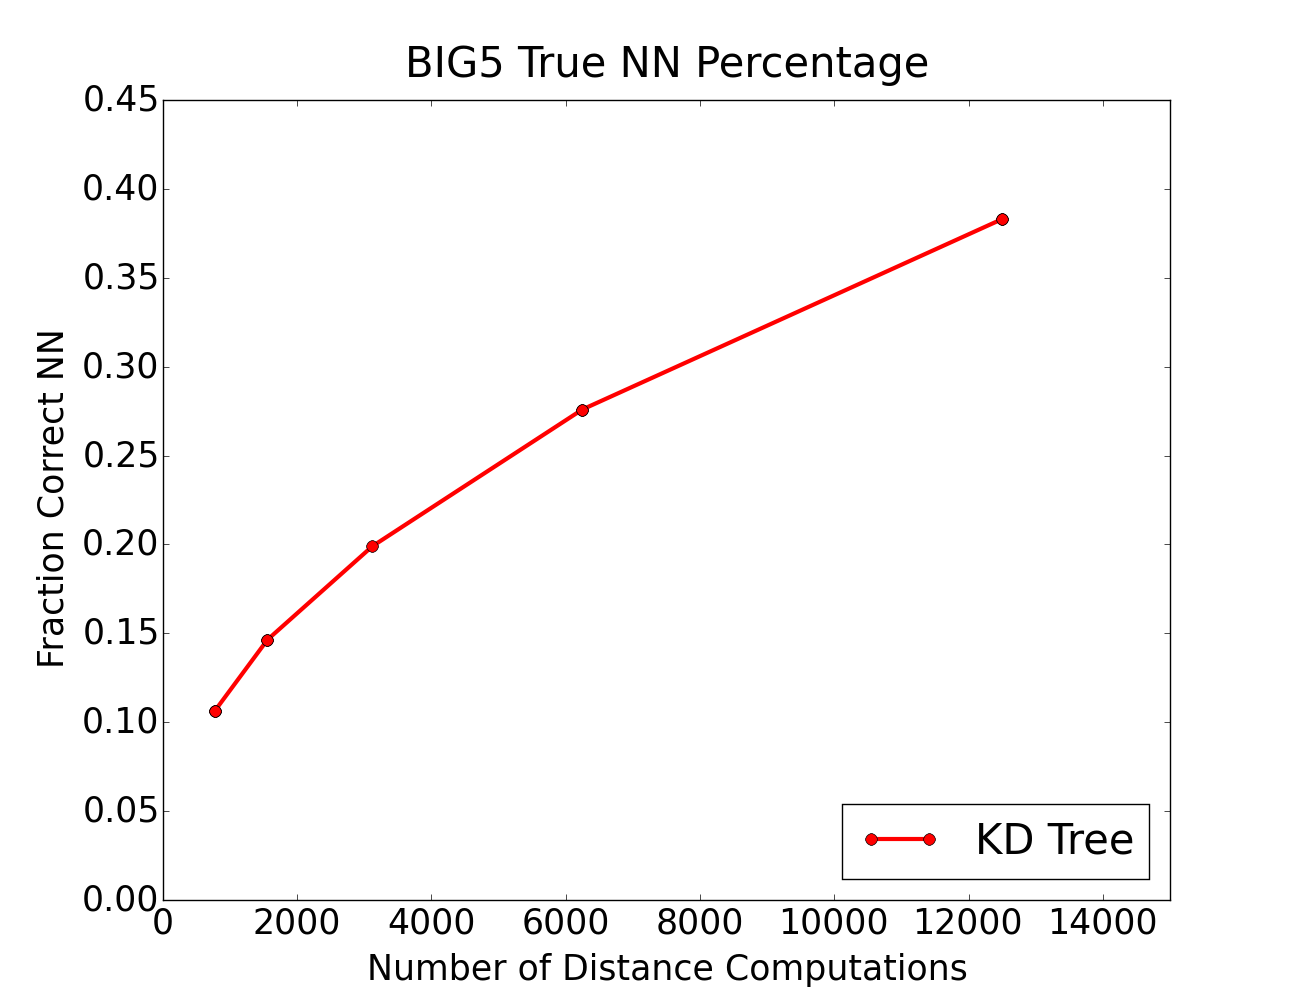 BIG5 True NN Percentage
0.45
0.40
0.35
0.30
0.25
0.20
0.15
0.10
0.05
0.00
Fraction Correct NN
KD Tree
0 2000 4000 6000 8000 10000 12000 14000
Number of Distance Computations